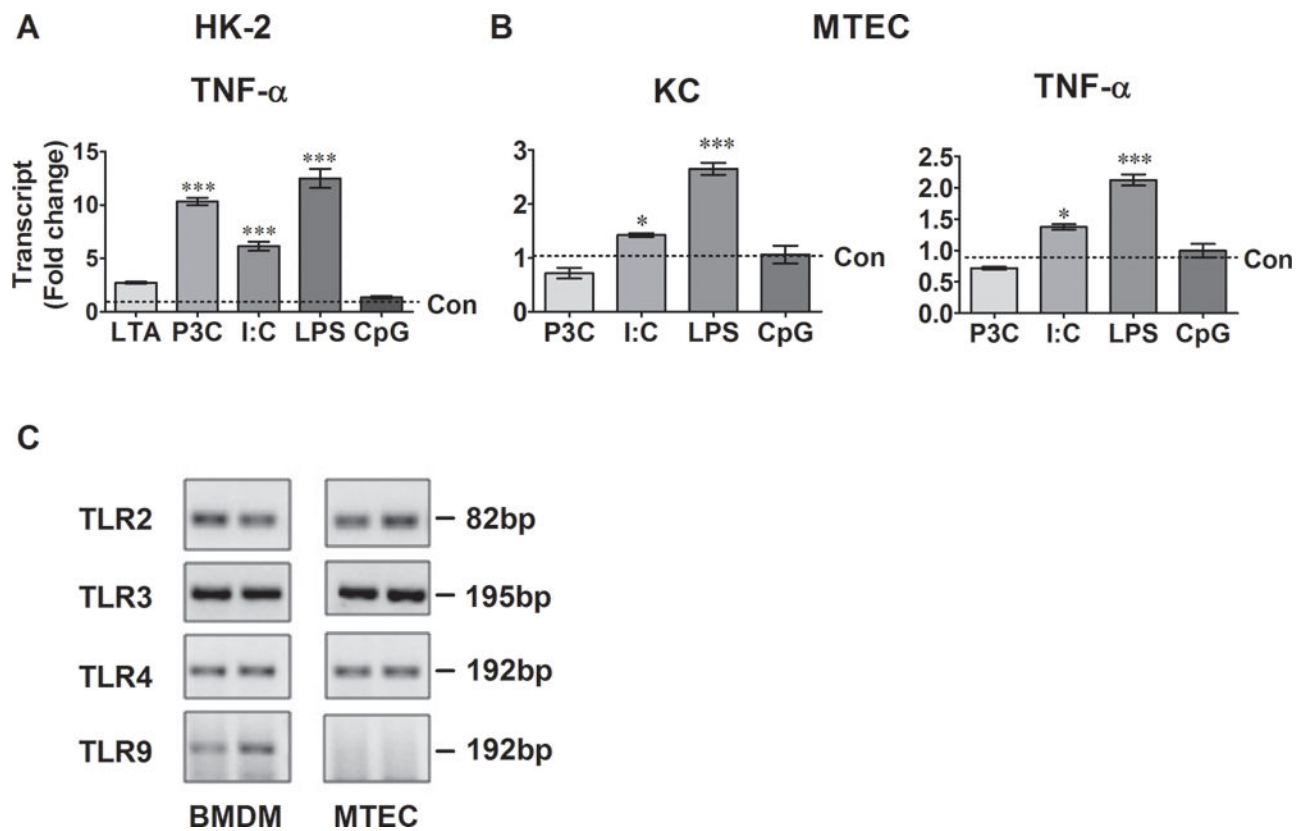 A HK-2 B MTEC
TNF-α KC TNF-α
Transcript
(Fold change)
15
10
5
0
***
***
***
Con
LTA P3C I:C LPS CpG
3
2
1
0
*
***
Con
P3C I:C LPS CpG
2.5
2.0
1.5
1.0
0.5
0.0
*
***
Con
P3C I:C LPS CpG
C
TLR2 82bp
TLR3 195bp
TLR4 192bp
TLR9 192bp
BMDM MTEC